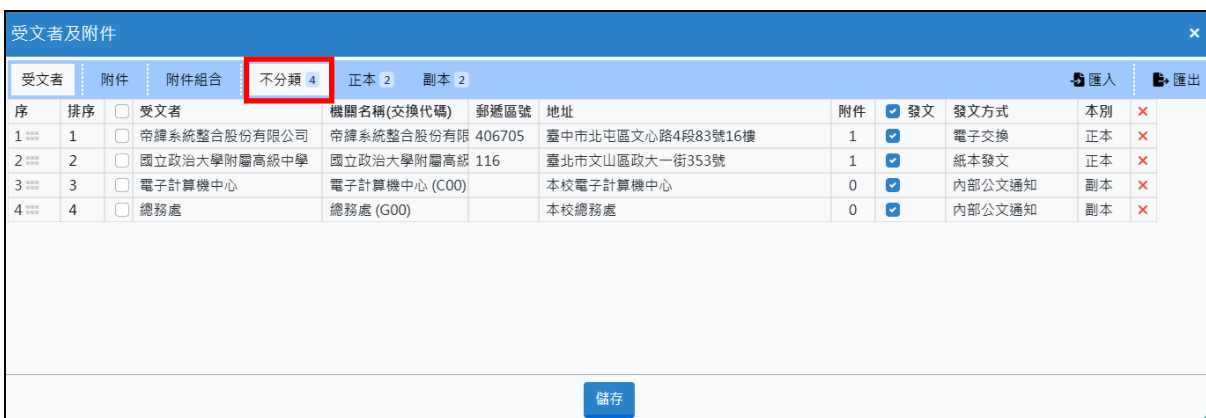 受文者及附件 ×
受文者 附件 附件組合 不分類 4 正本 2 副本 2 匯入 匯出
序 排序 受文者 機關名稱(交換代碼) 郵遞區號 地址 附件 發文 發文方式 本別 ×
1 1 帝緯系統整合股份有限公司 帝緯系統整合股份有限 406705 臺中市北屯區文心路4段83號16樓 1 電子交換 正本 ×
2 2 國立政治大學附屬高級中學 國立政治大學附屬高級 116 臺北市文山區政大一街353號 1 紙本發文 正本 ×
3 3 電子計算機中心 電子計算機中心 (C00) 本校電子計算機中心 0 內部公文通知 副本 ×
4 4 總務處 總務處 (G00) 本校總務處 0 內部公文通知 副本 ×
儲存